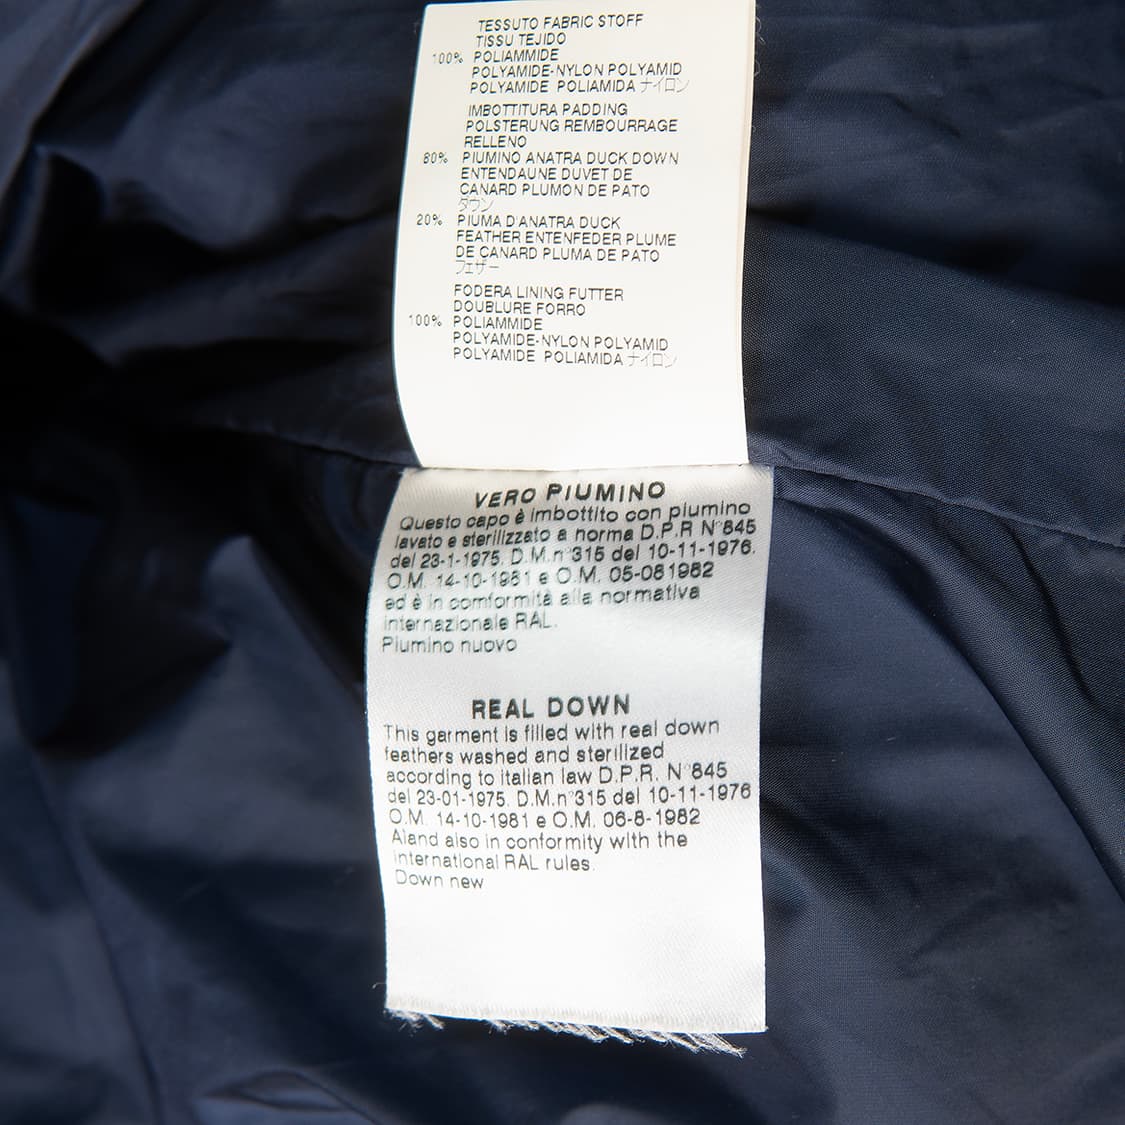 TESSUTO FABRIC STOFF
TISSU TEJIDO
100% POLIAMMIDE
POLYAMIDE-NYLON POLYAMID
POLYAMIDE POLIAMIDA ナイロン
IMBOTTITURA PADDING
POLSTERUNG REMBOURRAGE
RELLENO
80% PIUMINO ANATRA DUCK DOWN
ENTENDAUNE DUVET DE
CANARD PLUMON DE PATO
ダウン
20% PIUMA D'ANATRA DUCK
FEATHER ENTENFEDER PLUME
DE CANARD PLUMA DE PATO
フェザー
FODERA LINING FUTTER
DOUBLURE FORRO
100% POLIAMMIDE
POLYAMIDE-NYLON POLYAMID
POLYAMIDE POLIAMIDA ナイロン
VERO PIUMINO
Questo capo è imbottito con piumino
lavato e sterilizzato a norma D.P.R N°845
del 23-1-1975. D.M.n°315 del 10-11-1976.
O.M. 14-10-1981 e O.M. 05-081982
ed è in comformità alla normativa
internazionale RAL.
Piumino nuovo
REAL DOWN
This garment is filled with real down
feathers washed and sterilized
according to italian law D.P.R. N°845
del 23-01-1975. D.M.n°315 del 10-11-1976
O.M. 14-10-1981 e O.M. 06-8-1982
Aland also in conformity with the
international RAL rules.
Down new